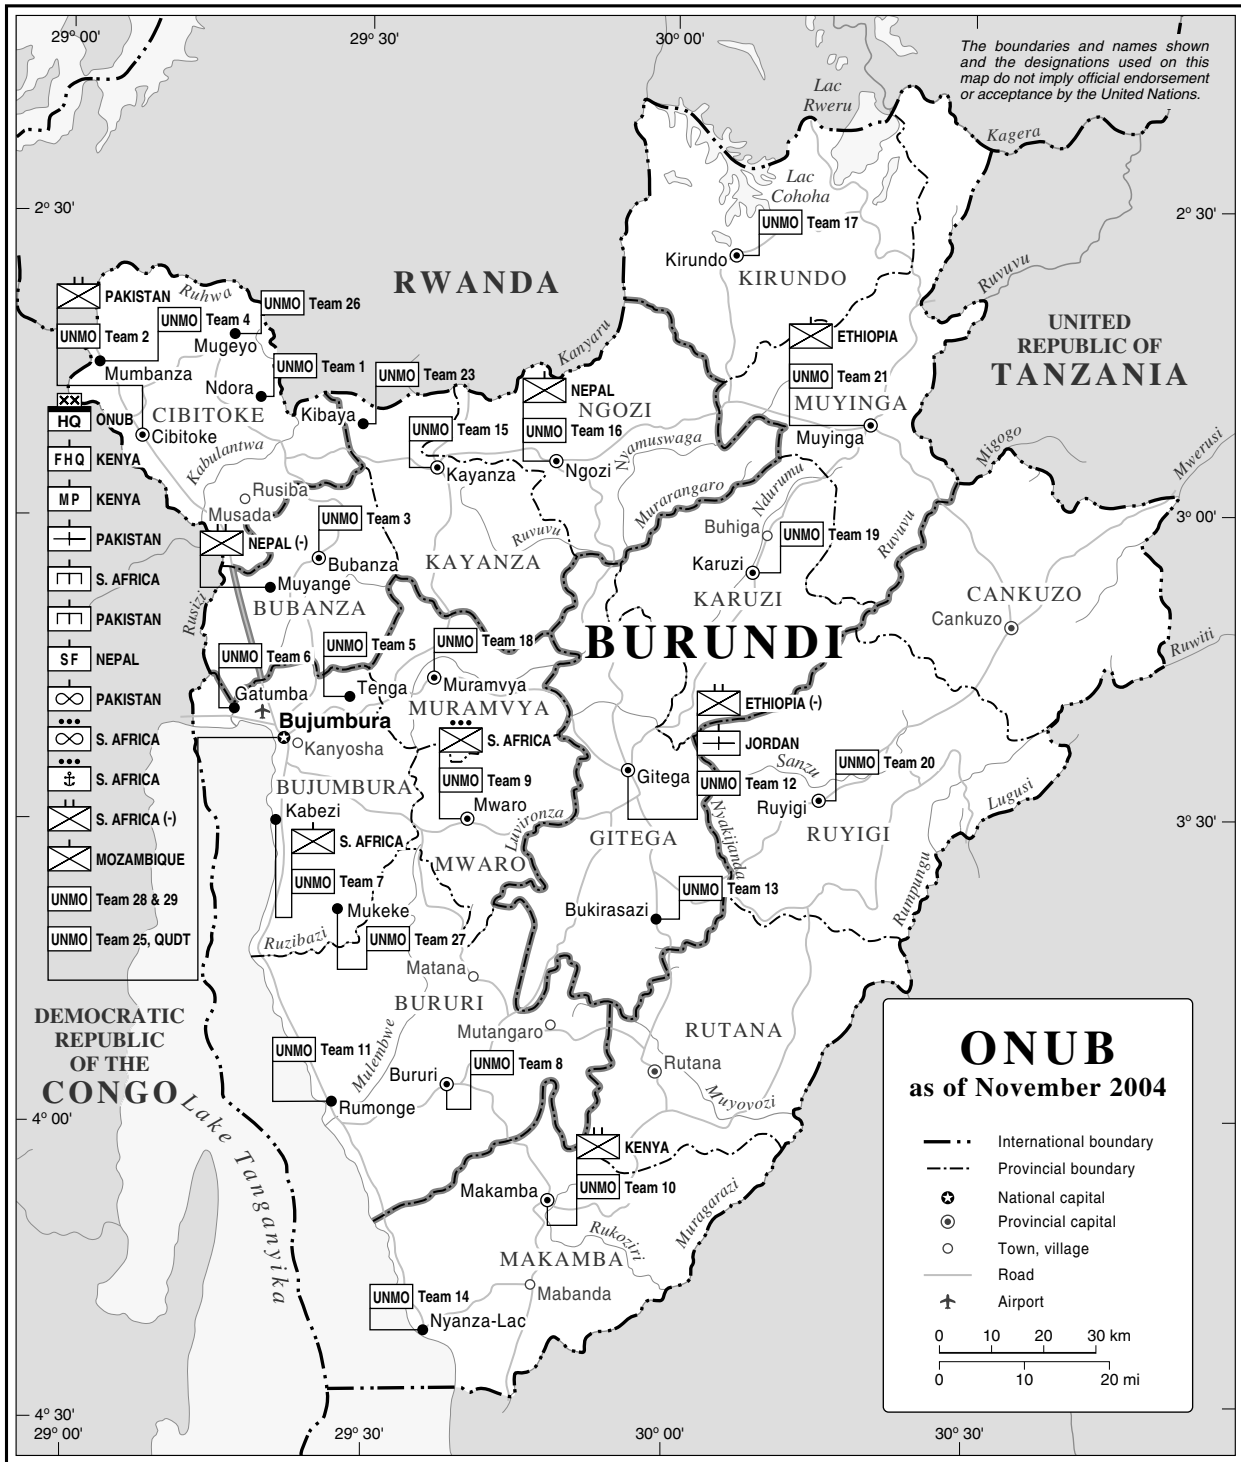 29° 00'
29° 30'
30° 00'
The boundaries and names shown
and the designations used on this
map do not imply official endorsement
or acceptance by the United Nations.
Lac
Rweru
Kagera
Lac
Cohoha
2° 30'
2° 30'
UNMO Team 17
Kirundo
KIRUNDO
RWANDA
Ruvuvu
PAKISTAN
Ruhwa
UNMO Team 26
UNMO Team 4
UNMO Team 2
Mugeyo
Mumbanza
Kanyaru
ETHIOPIA
UNITED
REPUBLIC OF
TANZANIA
UNMO Team 1
UNMO Team 23
UNMO Team 21
Ndora
NEPAL
NGOZI
MUYINGA
CIBITOKE
Kibaya
HQ ONUB
Cibitoke
UNMO Team 15
UNMO Team 16
Nyamuswaga
Muyinga
Migogo
Mwerusi
Kabulantwa
FHQ KENYA
Kayanza
Ngozi
Rusiba
Musada
MP KENYA
Murarangaro
Ndurumu
3° 00'
UNMO Team 3
Buhiga
UNMO Team 19
Ruvuvu
PAKISTAN
NEPAL (-)
Bubanza
Ruvuvu
KAYANZA
Karuzi
KARUZI
S. AFRICA
Muyange
BUBANZA
CANKUZO
Cankuzo
Rusizi
PAKISTAN
BURUNDI
Ruwiti
UNMO Team 6
UNMO Team 5
UNMO Team 18
SF NEPAL
Gatumba
Tenga
Muramvya
MURAMVYA
PAKISTAN
ETHIOPIA (-)
Bujumbura
S. AFRICA
Kanyosha
S. AFRICA
JORDAN
Sanzu
UNMO Team 20
S. AFRICA
BUJUMBURA
UNMO Team 9
Gitega
UNMO Team 12
Ruyigi
Lugusi
Kabezi
Mwaro
S. AFRICA (-)
S. AFRICA
Luvironza
GITEGA
Nyakijanda
RUYIGI
3° 30'
MOZAMBIQUE
MWARO
UNMO Team 28 & 29
UNMO Team 7
UNMO Team 13
Rumpungu
Mukeke
Bukirasazi
UNMO Team 25, QUDT
Ruzibazi
UNMO Team 27
Matana
DEMOCRATIC
REPUBLIC
OF THE
CONGO
BURURI
Mutangaro
RUTANA
UNMO Team 11
Mulembwe
UNMO Team 8
Bururi
Rutana
Rumonge
Muyovozi
4° 00'
Lake Tanganyika
KENYA
UNMO Team 10
Makamba
Rukoziri
Muragarazi
MAKAMBA
Mabanda
UNMO Team 14
Nyanza-Lac
ONUB
as of November 2004
International boundary
Provincial boundary
National capital
Provincial capital
Town, village
Road
Airport
0 10 20 30 km
0 10 20 mi
4° 30'
29° 00'
29° 30'
30° 00'
30° 30'